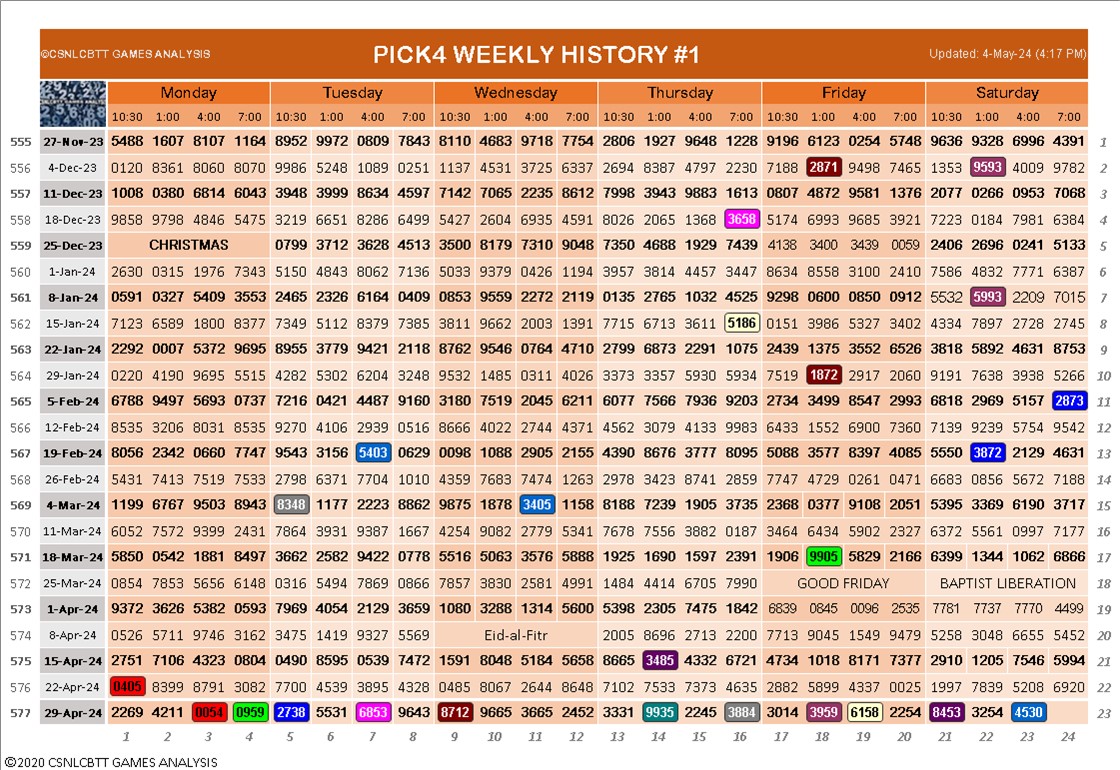 ©CSNLCBTT GAMES ANALYSIS PICK4 WEEKLY HISTORY #1 Updated: 4-May-24 (4:17 PM)
Monday Tuesday Wednesday Thursday Friday Saturday
10:30 1:00 4:00 7:00 10:30 1:00 4:00 7:00 10:30 1:00 4:00 7:00 10:30 1:00 4:00 7:00 10:30 1:00 4:00 7:00 10:30 1:00 4:00 7:00
555 27-Nov-23 5488 1607 8107 1164 8952 9972 0809 7843 8110 4683 9718 7754 2806 1927 9648 1228 9196 6123 0254 5748 9636 9328 6996 4391 1
556 4-Dec-23 0120 8361 8060 8070 9986 5248 1089 0251 1137 4531 3725 6337 2694 8387 4797 2230 7188 2871 9498 7465 1353 9593 4009 9782 2
557 11-Dec-23 1008 0380 6814 6043 3948 3999 8634 4597 7142 7065 2235 8612 7998 3943 9883 1613 0807 4872 9581 1376 2077 0266 0953 7068 3
558 18-Dec-23 9858 9798 4846 5475 3219 6651 8286 6499 5427 2604 6935 4591 8026 2065 1368 3658 5174 6993 9685 3921 7223 0184 7981 6384 4
559 25-Dec-23 CHRISTMAS 0799 3712 3628 4513 3500 8179 7310 9048 7350 4688 1929 7439 4138 3400 3439 0059 2406 2696 0241 5133 5
560 1-Jan-24 2630 0315 1976 7343 5150 4843 8062 7136 5033 9379 0426 1194 3957 3814 4457 3447 8634 8558 3100 2410 7586 4832 7771 6387 6
561 8-Jan-24 0591 0327 5409 3553 2465 2326 6164 0409 0853 9559 2272 2119 0135 2765 1032 4525 9298 0600 0850 0912 5532 5993 2209 7015 7
562 15-Jan-24 7123 6589 1800 8377 7349 5112 8379 7385 3811 9662 2003 1391 7715 6713 3611 5186 0151 3986 5327 3402 4334 7897 2728 2745 8
563 22-Jan-24 2292 0007 5372 9695 8955 3779 9421 2118 8762 9546 0764 4710 2799 6873 2291 1075 2439 1375 3552 6526 3818 5892 4631 8753 9
564 29-Jan-24 0220 4190 9695 5515 4282 5302 6204 3248 9532 1485 0311 4026 3373 3357 5930 5934 7519 1872 2917 2060 9191 7638 3938 5266 10
565 5-Feb-24 6788 9497 5693 0737 7216 0421 4487 9160 3180 7519 2045 6211 6077 7566 7936 9203 2734 3499 8547 2993 6818 2969 5157 2873 11
566 12-Feb-24 8535 3206 8031 8535 9270 4106 2939 0516 8666 4022 2744 4371 4562 3079 4133 9983 6433 1552 6900 7360 7139 9239 5754 9542 12
567 19-Feb-24 8056 2342 0660 7747 9543 3156 5403 0629 0098 1088 2905 2155 4390 8676 3777 8095 5088 3577 8397 4085 5550 3872 2129 4631 13
568 26-Feb-24 5431 7413 7519 7533 2798 6371 7704 1010 4359 7683 7474 1263 2978 3423 8741 2859 7747 4729 0261 0471 6683 0856 5672 7188 14
569 4-Mar-24 1199 6767 9503 8943 8348 1177 2223 8862 9875 1878 3405 1158 8188 7239 1905 3735 2368 0377 9108 2051 5395 3369 6190 3717 15
570 11-Mar-24 6052 7572 9399 2431 7864 3931 9387 1667 4254 9082 2779 5341 7678 7556 3882 0187 3464 6434 5902 2327 6372 5561 0997 7177 16
571 18-Mar-24 5850 0542 1881 8497 3662 2582 9422 0778 5516 5063 3576 5888 1925 1690 1597 2391 1906 9905 5829 2166 6399 1344 1062 6866 17
572 25-Mar-24 0854 7853 5656 6148 0316 5494 7869 0866 7857 3830 2581 4991 1484 4414 6705 7990 GOOD FRIDAY BAPTIST LIBERATION 18
573 1-Apr-24 9372 3626 5382 0593 7969 4054 2129 3659 1080 3288 1314 5600 5398 2305 7475 1842 6839 0845 0096 2535 7781 7737 7770 4499 19
574 8-Apr-24 0526 5711 9746 3162 3475 1419 9327 5569 Eid-al-Fitr 2005 8696 2713 2200 7713 9045 1549 9479 5258 3048 6655 5452 20
575 15-Apr-24 2751 7106 4323 0804 0490 8595 0539 7472 1591 8048 5184 5658 8665 3485 4332 6721 4734 1018 8171 7377 2910 1205 7546 5994 21
576 22-Apr-24 0405 8399 8791 3082 7700 4539 3895 4328 0485 8067 2644 8648 7102 7533 7373 4635 2882 5899 4337 0025 1997 7839 5208 6920 22
577 29-Apr-24 2269 4211 0054 0959 2738 5531 6853 9643 8712 9665 3665 2452 3331 9935 2245 3884 3014 3959 6158 2254 8453 3254 4530 23
1 2 3 4 5 6 7 8 9 10 11 12 13 14 15 16 17 18 19 20 21 22 23 24
©2020 CSNLCBTT GAMES ANALYSIS